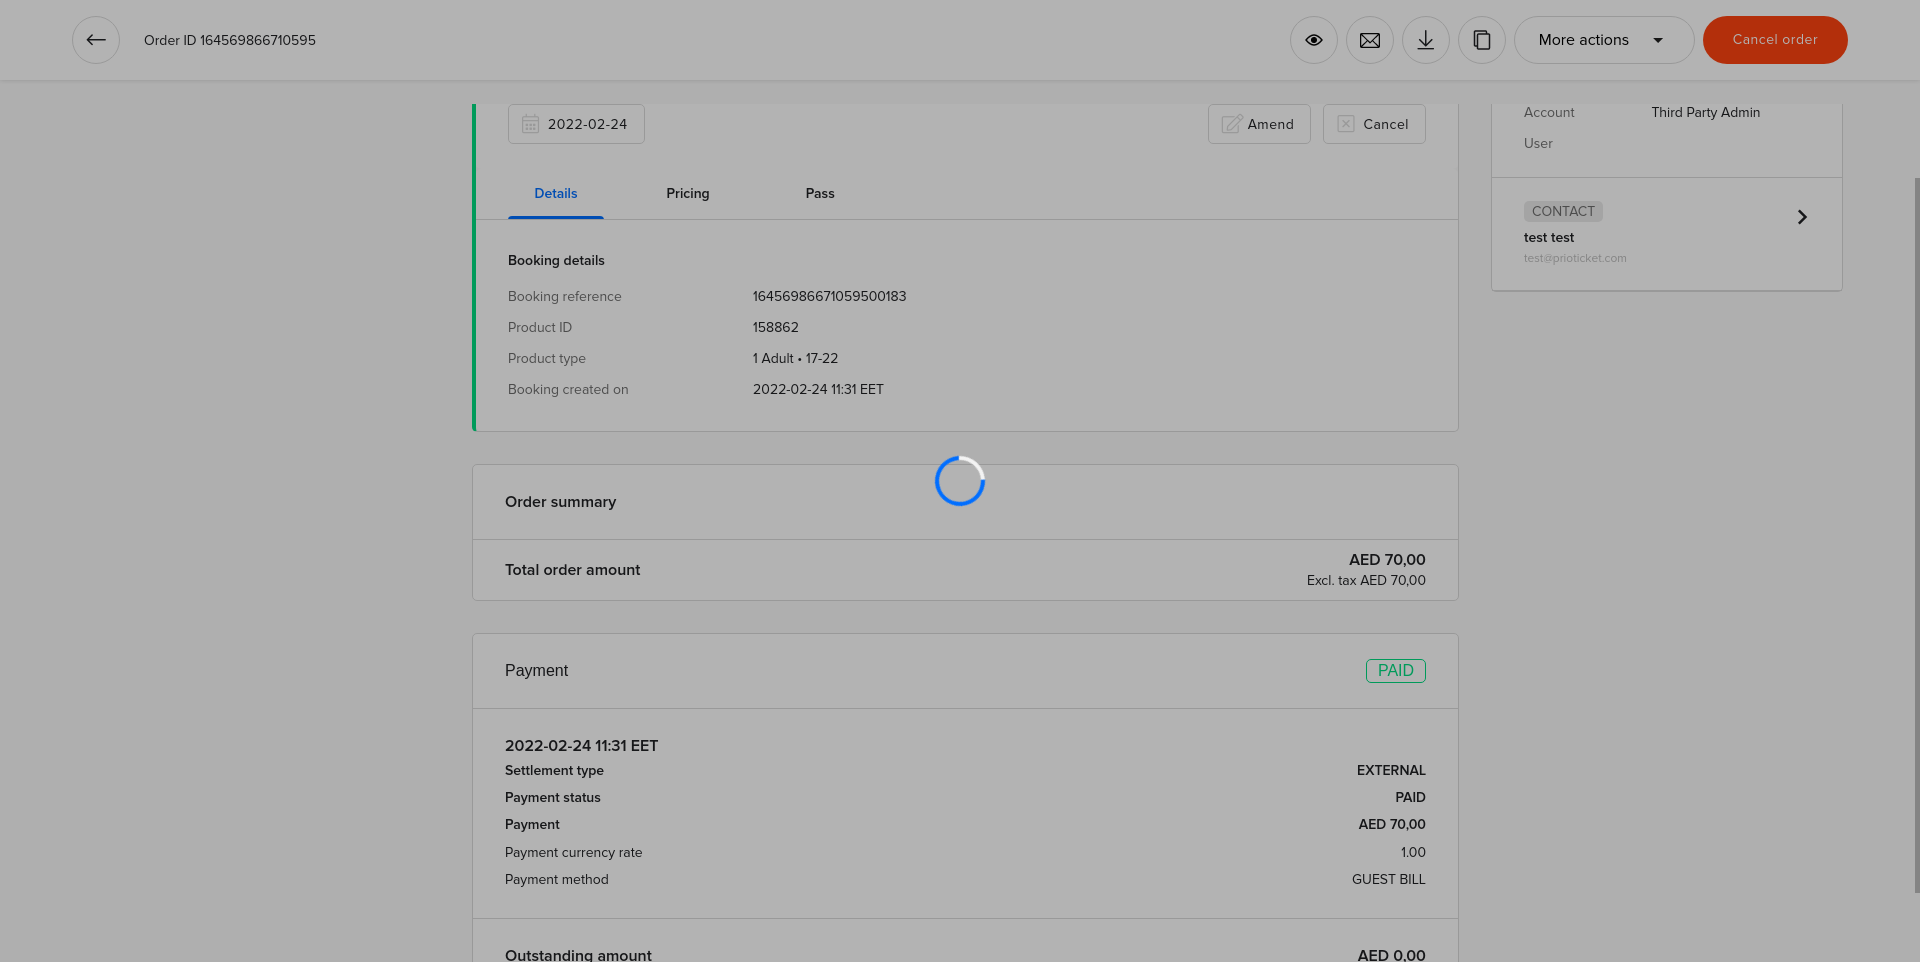 Order ID 164569866710595
More actions
Cancel order
2022-02-24
Amend
Cancel
Details
Pricing
Pass
Booking details
Booking reference 16456986671059500183
Product ID 158862
Product type 1 Adult • 17-22
Booking created on 2022-02-24 11:31 EET
Order summary
Total order amount AED 70,00
Excl. tax AED 70,00
Payment PAID
2022-02-24 11:31 EET
Settlement type EXTERNAL
Payment status PAID
Payment AED 70,00
Payment currency rate 1.00
Payment method GUEST BILL
Outstanding amount AED 0,00
Account Third Party Admin
User
CONTACT
test test
test@prioticket.com